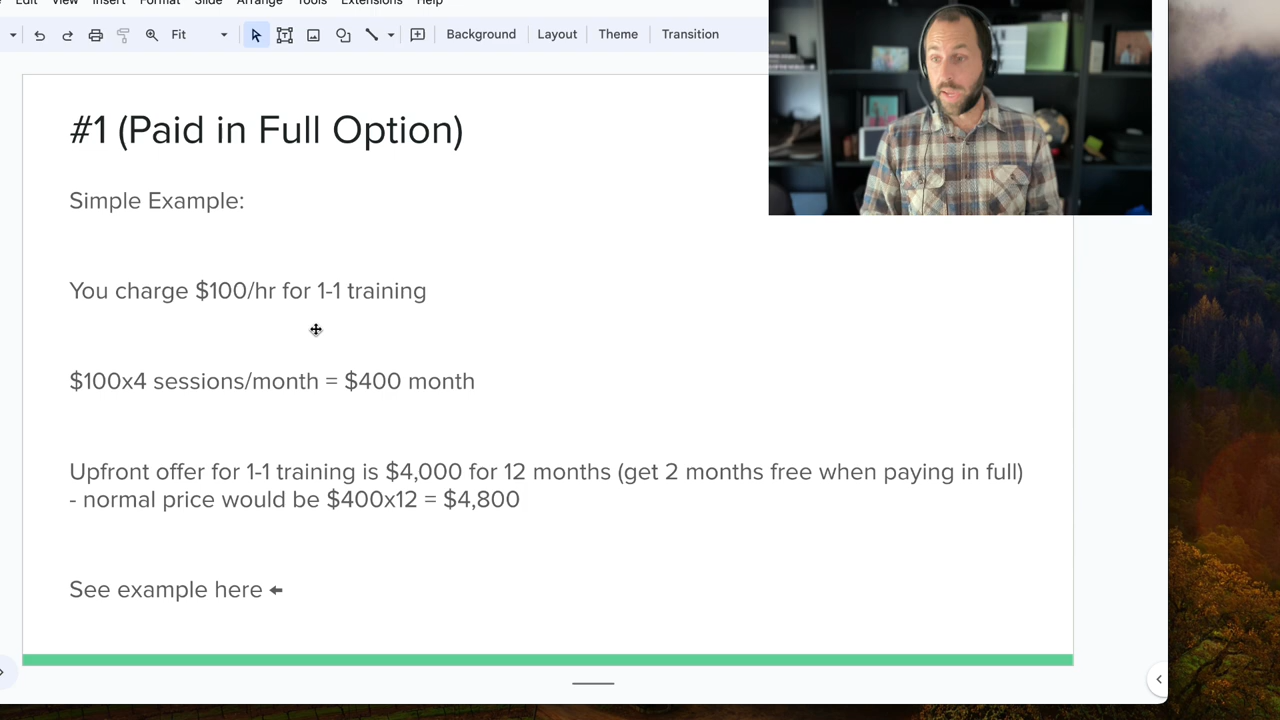 Edit View Insert Format Slide Arrange Tools Extensions Help
Fit Background Layout Theme Transition
#1 (Paid in Full Option)
Simple Example:
You charge $100/hr for 1-1 training
$100x4 sessions/month = $400 month
Upfront offer for 1-1 training is $4,000 for 12 months (get 2 months free when paying in full)
- normal price would be $400x12 = $4,800
See example here ←